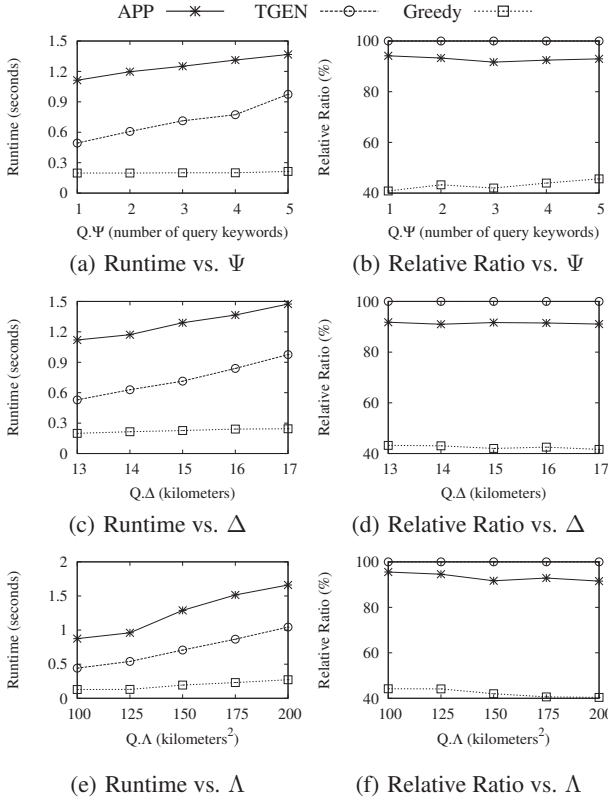 APP TGEN Greedy
1.5
1.2
0.9
0.6
0.3
0
Runtime (seconds)
1 2 3 4 5
Q.Ψ (number of query keywords)
(a) Runtime vs. Ψ
100
80
60
40
Relative Ratio (%)
1 2 3 4 5
Q.Ψ (number of query keywords)
(b) Relative Ratio vs. Ψ
1.5
1.2
0.9
0.6
0.3
0
Runtime (seconds)
13 14 15 16 17
Q.Δ (kilometers)
(c) Runtime vs. Δ
100
80
60
40
Relative Ratio (%)
13 14 15 16 17
Q.Δ (kilometers)
(d) Relative Ratio vs. Δ
2
1.5
1
0.5
0
Runtime (seconds)
100 125 150 175 200
Q.Λ (kilometers²)
(e) Runtime vs. Λ
100
80
60
40
Relative Ratio (%)
100 125 150 175 200
Q.Λ (kilometers²)
(f) Relative Ratio vs. Λ